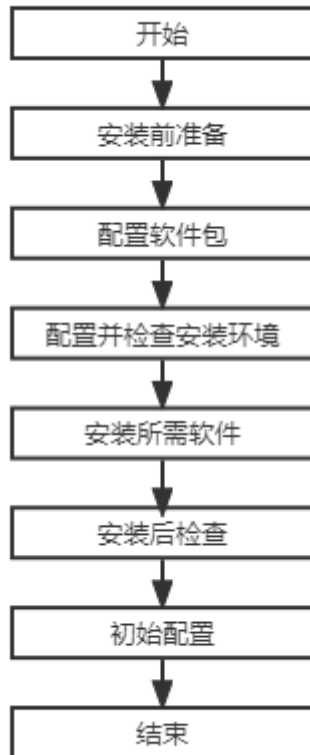 开始
安装前准备
配置软件包
配置并检查安装环境
安装所需软件
安装后检查
初始配置
结束